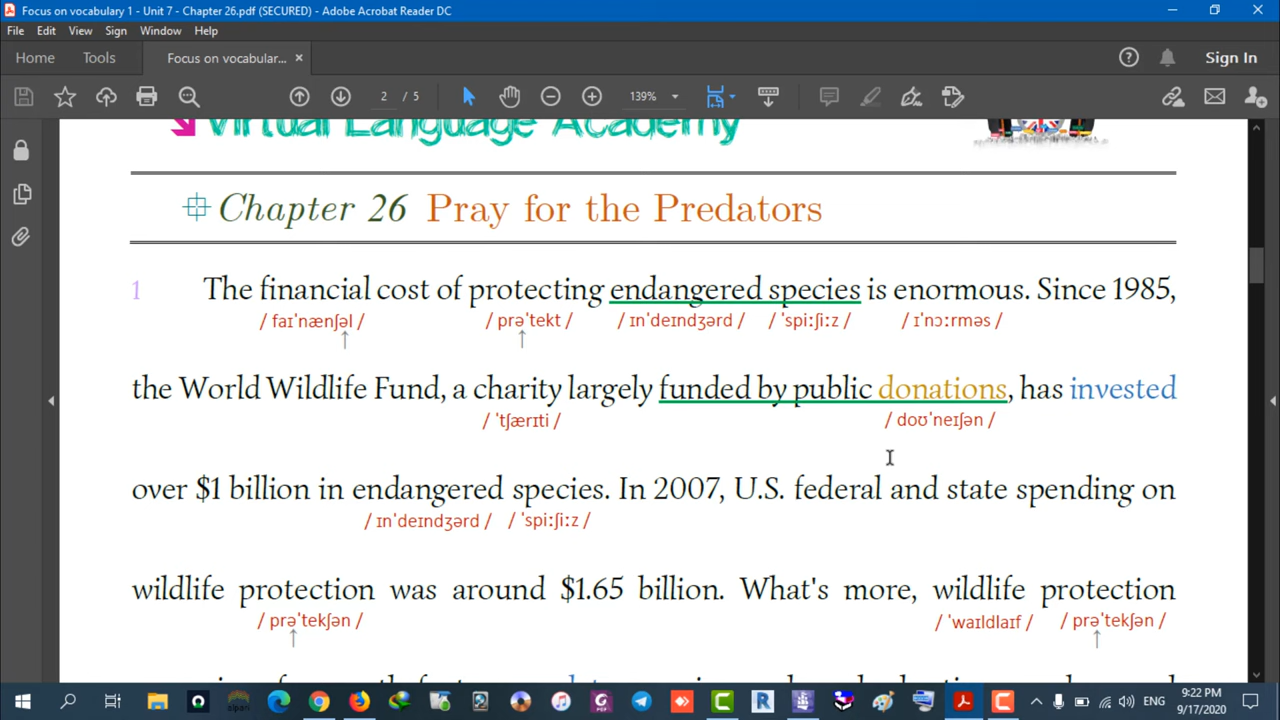 Focus on vocabulary 1 - Unit 7 - Chapter 26.pdf (SECURED) - Adobe Acrobat Reader DC
File Edit View Sign Window Help
Home Tools Focus on vocabular... × Sign In
2 / 5 139%
Virtual Language Academy
Chapter 26 Pray for the Predators
1 The financial cost of protecting endangered species is enormous. Since 1985,
/ faɪˈnænʃəl / / prəˈtekt / / ɪnˈdeɪndʒərd / / ˈspiːʃiːz / / ɪˈnɔːrməs /
the World Wildlife Fund, a charity largely funded by public donations, has invested
/ ˈtʃærɪti / / doʊˈneɪʃən /
over $1 billion in endangered species. In 2007, U.S. federal and state spending on
/ ɪnˈdeɪndʒərd / / ˈspiːʃiːz /
wildlife protection was around $1.65 billion. What's more, wildlife protection
/ prəˈtekʃən / / ˈwaɪldlaɪf / / prəˈtekʃən /
ENG 9:22 PM
9/17/2020